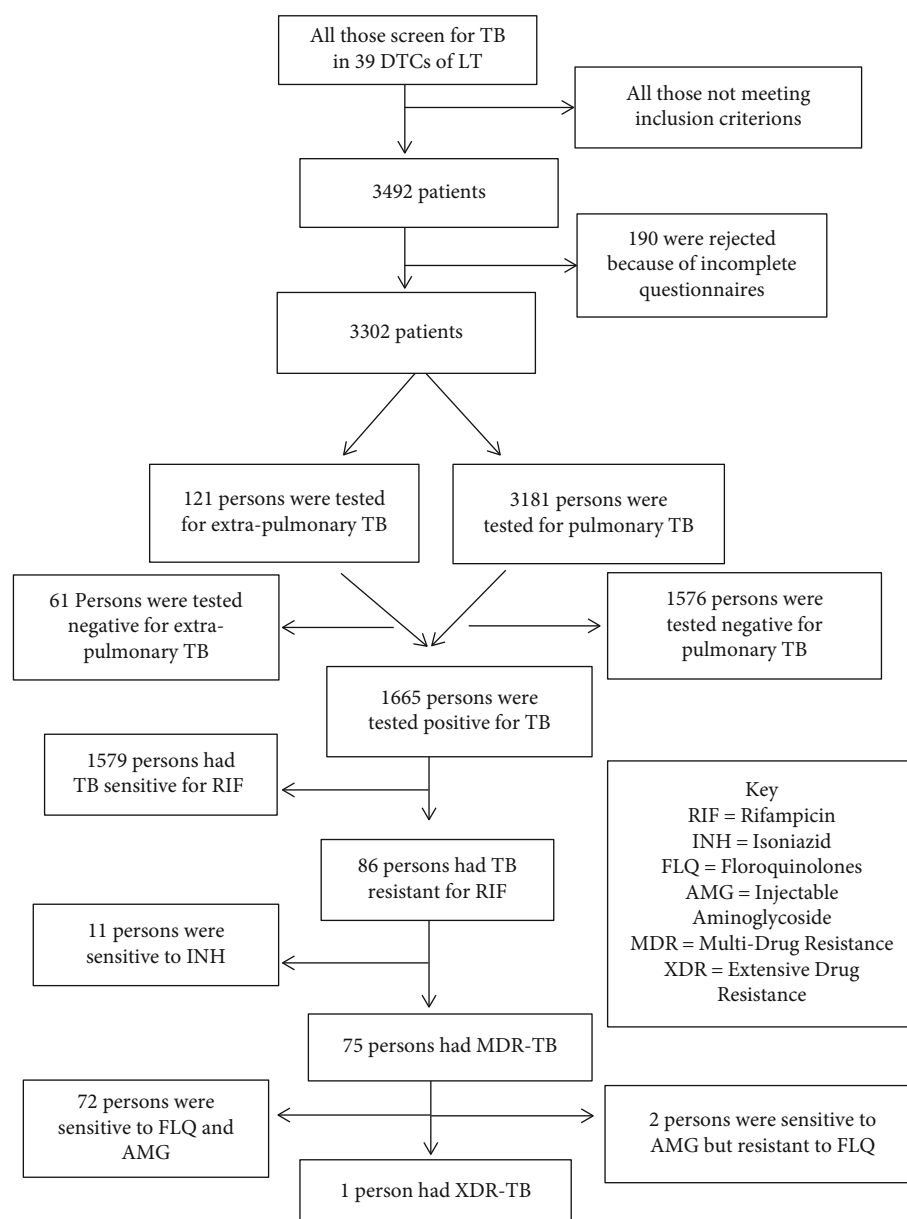 All those screen for TB
in 39 DTCs of LT
All those not meeting
inclusion criterions
3492 patients
190 were rejected
because of incomplete
questionnaires
3302 patients
121 persons were tested
for extra-pulmonary TB
3181 persons were
tested for pulmonary TB
61 Persons were tested
negative for extra-
pulmonary TB
1576 persons were
tested negative for
pulmonary TB
1665 persons were
tested positive for TB
1579 persons had
TB sensitive for RIF
Key
RIF = Rifampicin
INH = Isoniazid
FLQ = Floroquinolones
AMG = Injectable
Aminoglycoside
MDR = Multi-Drug Resistance
XDR = Extensive Drug
Resistance
86 persons had TB
resistant for RIF
11 persons were
sensitive to INH
75 persons had MDR-TB
72 persons were
sensitive to FLQ and
AMG
2 persons were sensitive to
AMG but resistant to FLQ
1 person had XDR-TB